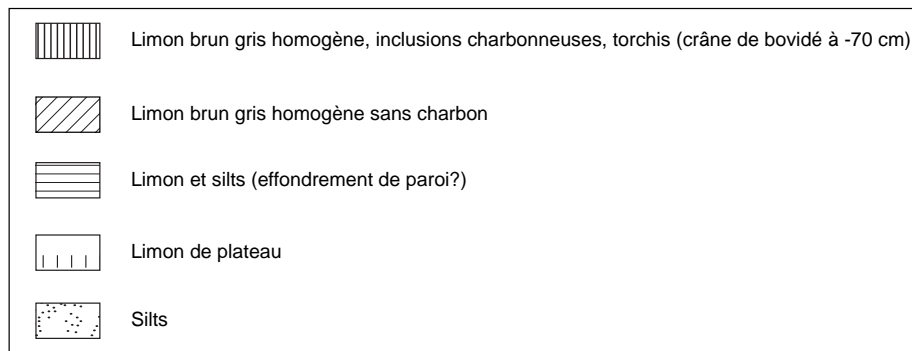 Limon brun gris homogène, inclusions charbonneuses, torchis (crâne de bovidé à -70 cm)
Limon brun gris homogène sans charbon
Limon et silts (effondrement de paroi?)
Limon de plateau
Silts